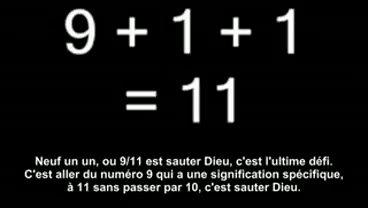 9 + 1 + 1
= 11
Neuf un un, ou 9/11 est sauter Dieu, c'est l'ultime défi.
C'est aller du numéro 9 qui a une signification spécifique,
à 11 sans passer par 10, c'est sauter Dieu.